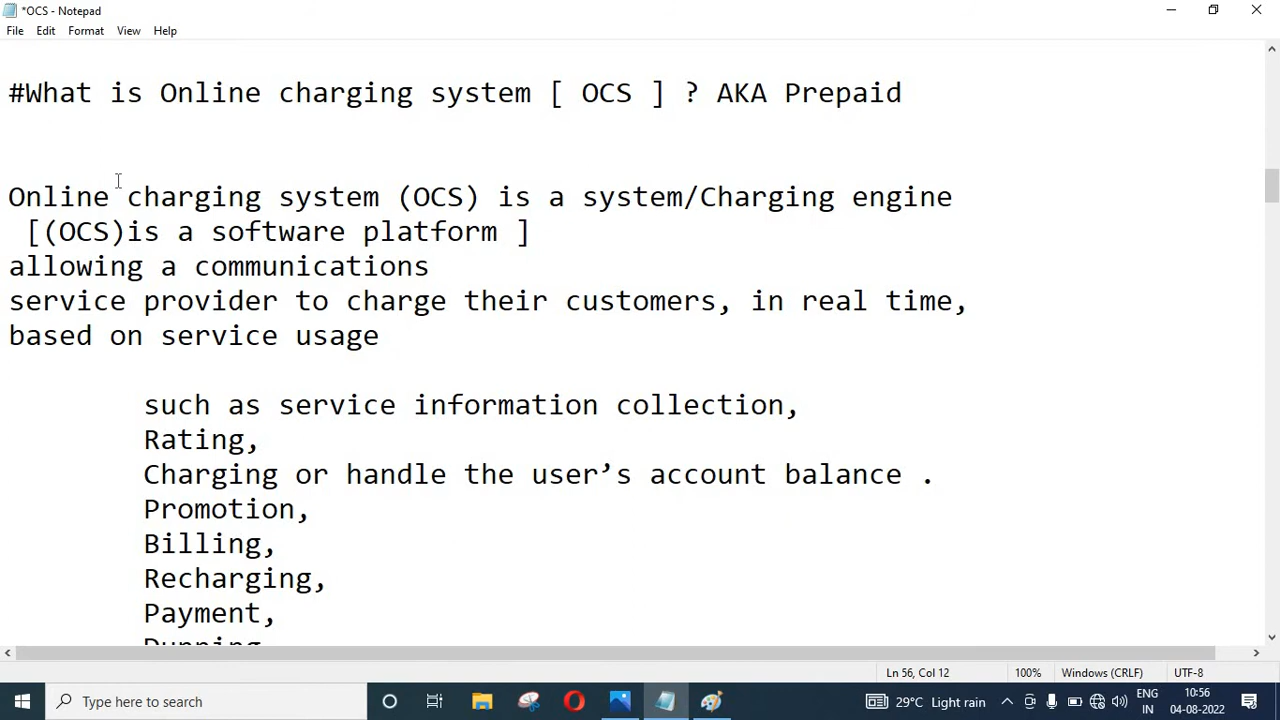 *OCS - Notepad
File Edit Format View Help
#What is Online charging system [ OCS ] ? AKA Prepaid
Online charging system (OCS) is a system/Charging engine
[(OCS)is a software platform ]
allowing a communications
service provider to charge their customers, in real time,
based on service usage
such as service information collection,
Rating,
Charging or handle the user’s account balance .
Promotion,
Billing,
Recharging,
Payment,
Ln 56, Col 12 100% Windows (CRLF) UTF-8
Type here to search 29°C Light rain ENG IN 10:56 04-08-2022